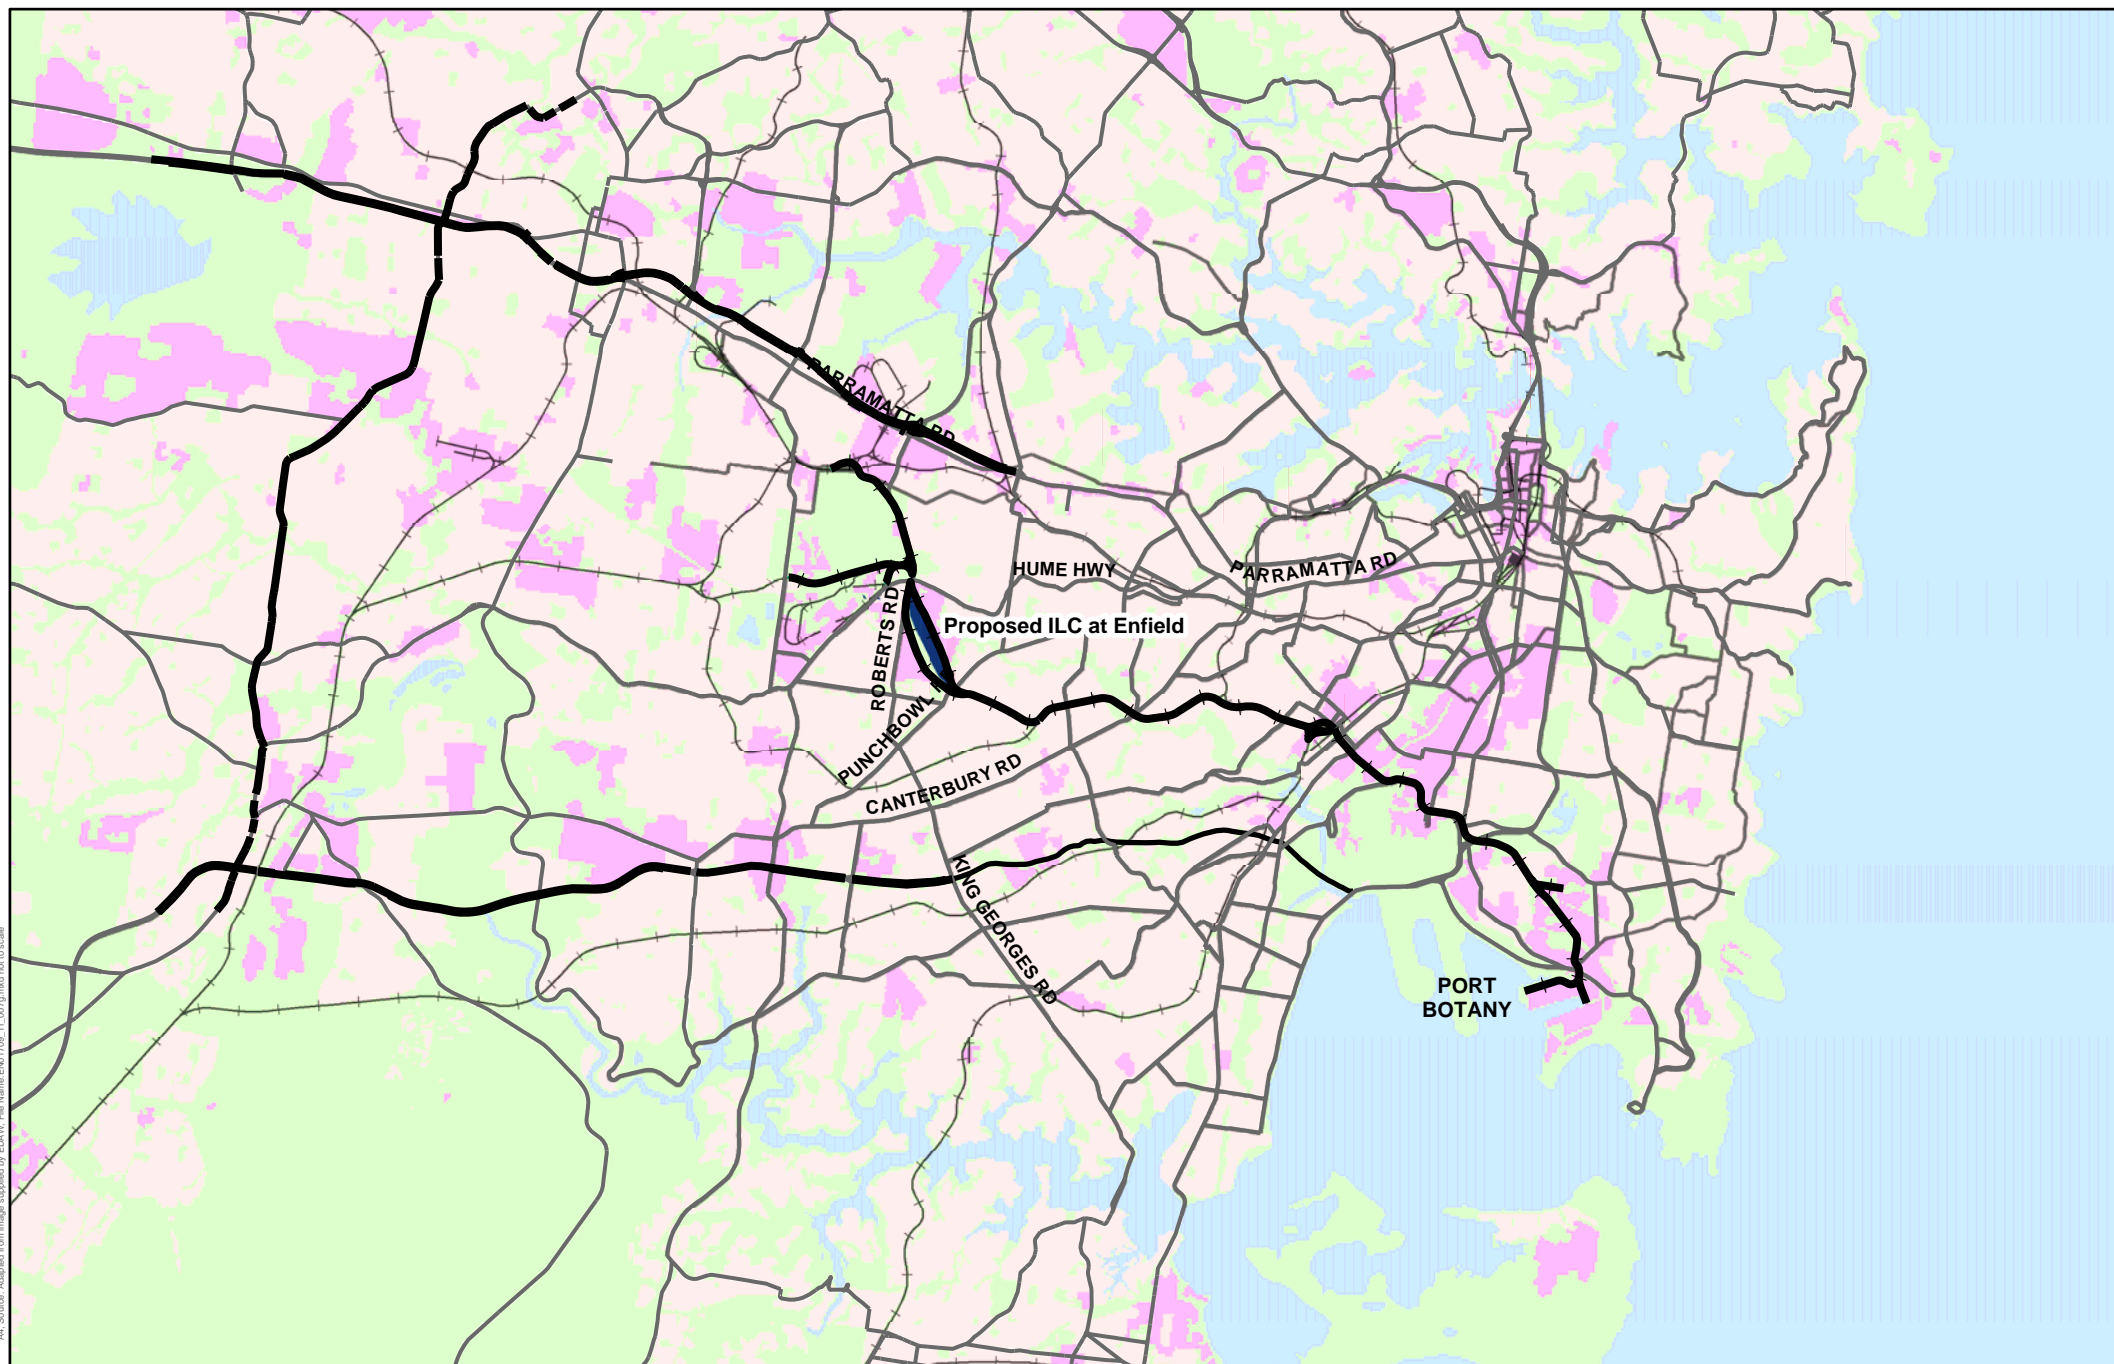 PARRAMATTA RD
HUME HWY
PARRAMATTA RD
ROBERTS RD
Proposed ILC at Enfield
PUNCHBOWL
CANTERBURY RD
KING GEORGES RD
PORT
BOTANY